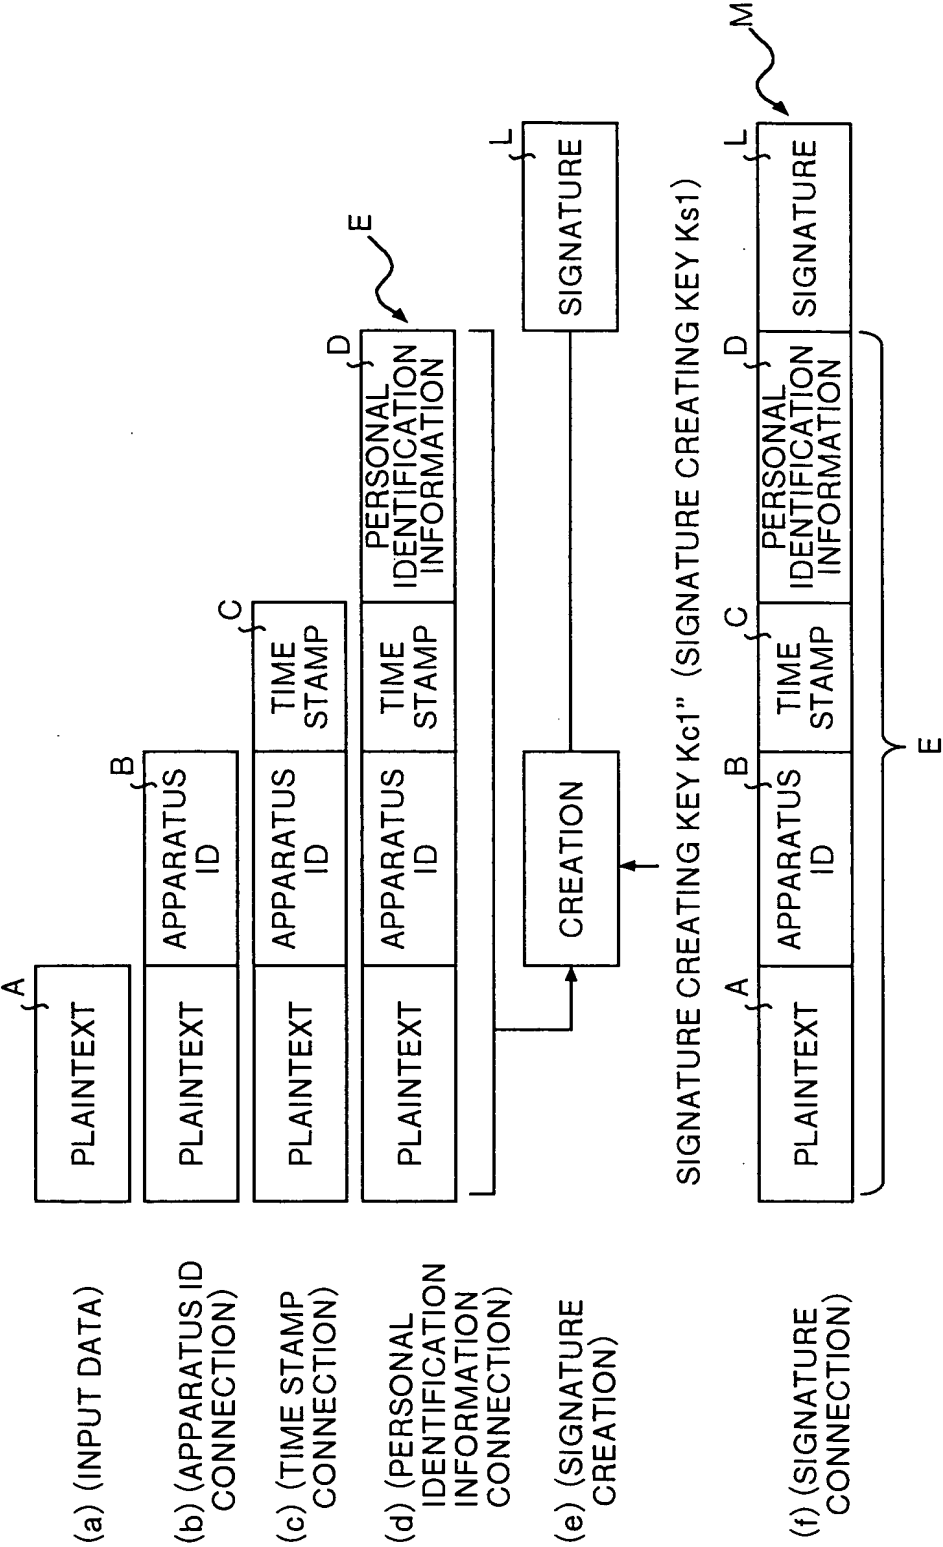 (a) (INPUT DATA)
A
PLAINTEXT
(b) (APPARATUS ID
CONNECTION)
B
PLAINTEXT
APPARATUS
ID
(c) (TIME STAMP
CONNECTION)
C
PLAINTEXT
APPARATUS
ID
TIME
STAMP
(d) (PERSONAL
IDENTIFICATION
INFORMATION
CONNECTION)
D
E
PLAINTEXT
APPARATUS
ID
TIME
STAMP
PERSONAL
IDENTIFICATION
INFORMATION
(e) (SIGNATURE
CREATION)
CREATION
L
SIGNATURE
SIGNATURE CREATING KEY Kc1" (SIGNATURE CREATING KEY Ks1)
(f) (SIGNATURE
CONNECTION)
A
B
C
D
L
M
PLAINTEXT
APPARATUS
ID
TIME
STAMP
PERSONAL
IDENTIFICATION
INFORMATION
SIGNATURE
E